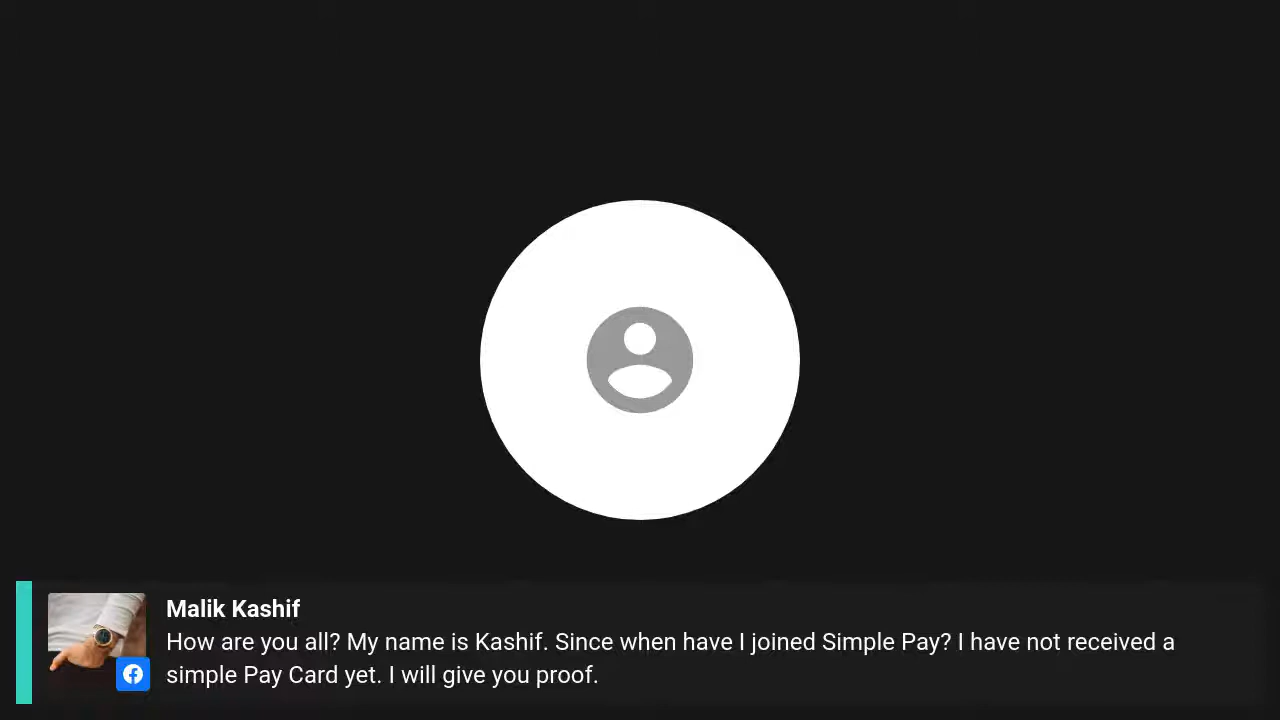 Malik Kashif
How are you all? My name is Kashif. Since when have I joined Simple Pay? I have not received a
simple Pay Card yet. I will give you proof.